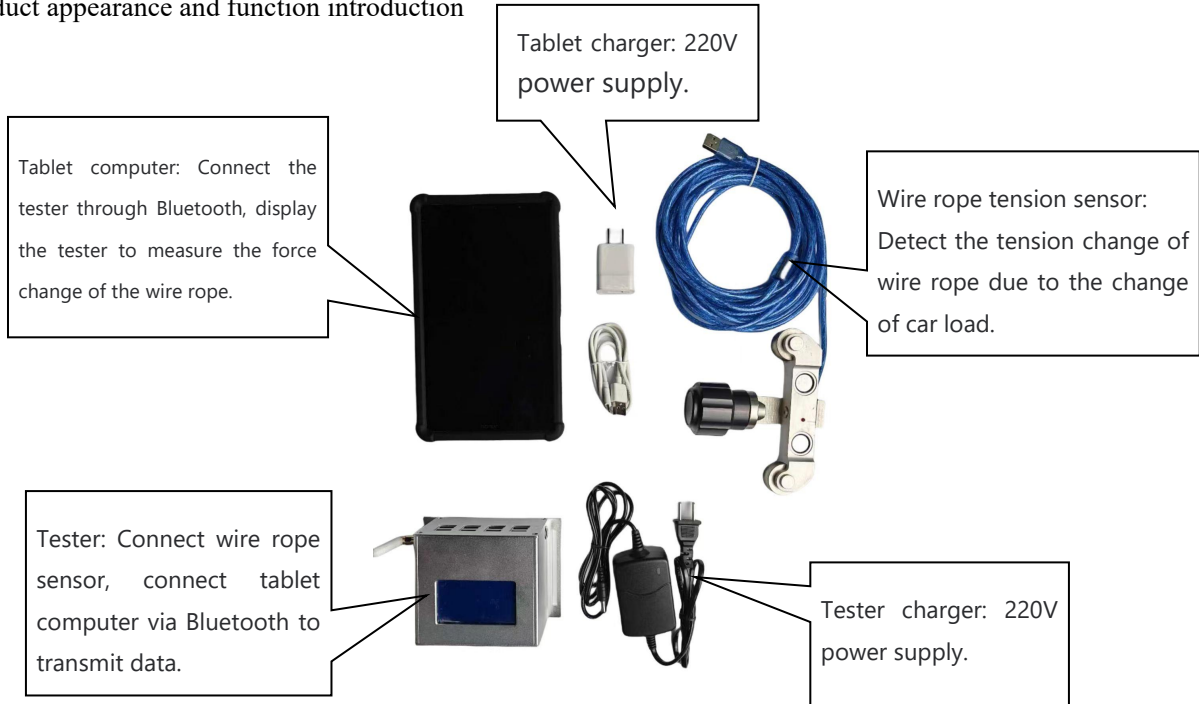 duct appearance and function introduction
Tablet charger: 220V
power supply.
Tablet computer: Connect the
tester through Bluetooth, display
the tester to measure the force
change of the wire rope.
Wire rope tension sensor:
Detect the tension change of
wire rope due to the change
of car load.
Tester: Connect wire rope
sensor, connect tablet
computer via Bluetooth to
transmit data.
Tester charger: 220V
power supply.